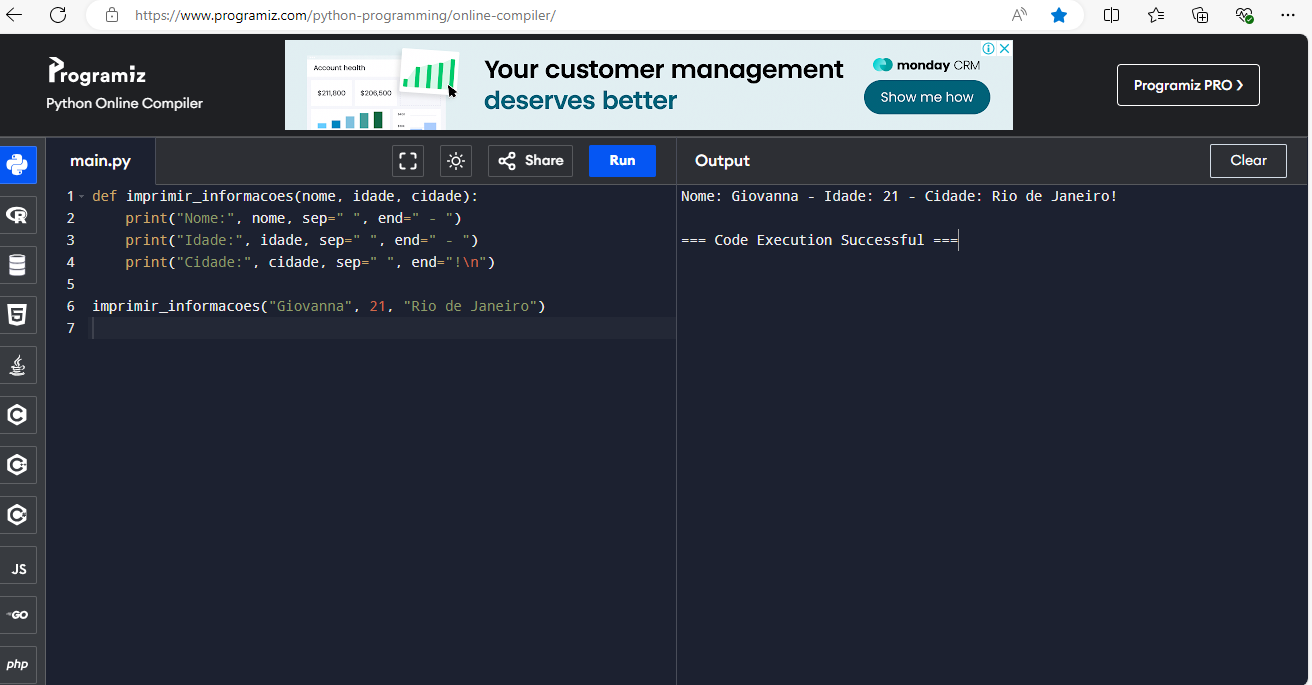 https://www.programiz.com/python-programming/online-compiler/
Programiz
Python Online Compiler
Account health
$211,800
$206,500
Your customer management
deserves better
monday CRM
Show me how
Programiz PRO ❯
main.py
Share
Run
Output
Clear
1 def imprimir_informacoes(nome, idade, cidade):
2     print("Nome:", nome, sep=" ", end=" - ")
3     print("Idade:", idade, sep=" ", end=" - ")
4     print("Cidade:", cidade, sep=" ", end="!\n")
5
6 imprimir_informacoes("Giovanna", 21, "Rio de Janeiro")
7
Nome: Giovanna - Idade: 21 - Cidade: Rio de Janeiro!
=== Code Execution Successful ===
JS
GO
php